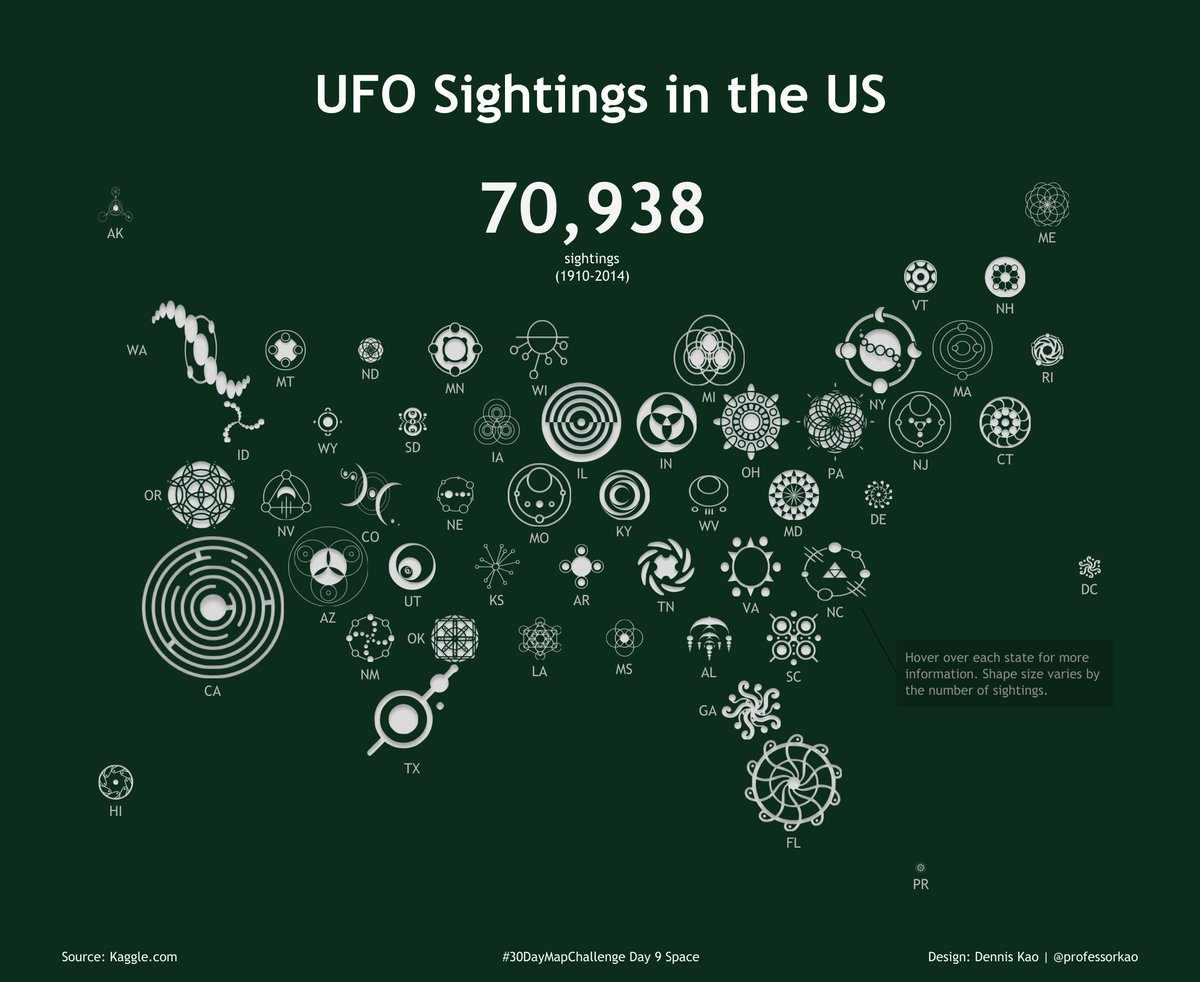 UFO Sightings in the US
70,938
sightings
(1910-2014)
AK
ME
VT
NH
WA
MT
ND
MN
WI
MI
NY
MA
RI
ID
WY
SD
IA
IL
IN
OH
PA
NJ
CT
OR
NV
CO
NE
MO
KY
WV
MD
DE
CA
AZ
UT
KS
AR
TN
VA
NC
DC
NM
OK
LA
MS
AL
SC
Hover over each state for more
information. Shape size varies by
the number of sightings.
TX
GA
HI
FL
PR
Source: Kaggle.com
#30DayMapChallenge Day 9 Space
Design: Dennis Kao | @professorkao